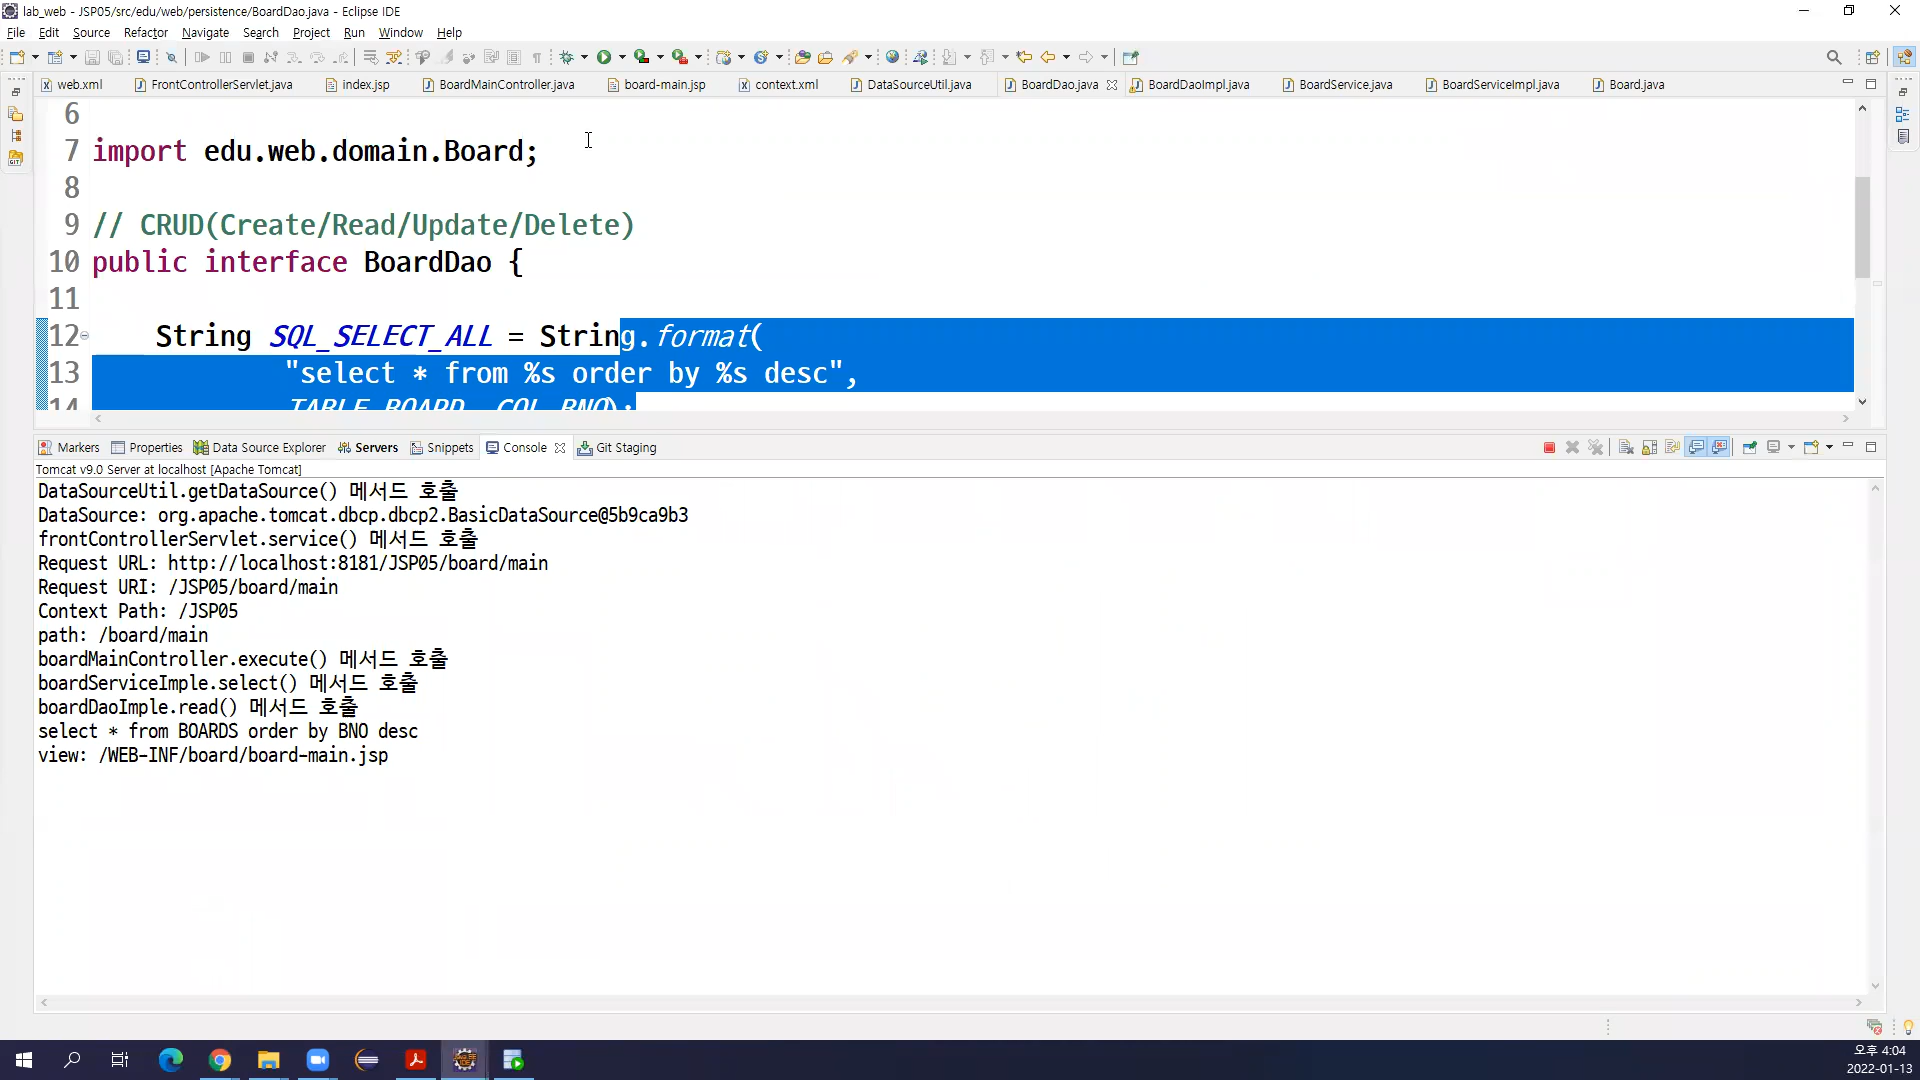 lab_web - JSP05/src/edu/web/persistence/BoardDao.java - Eclipse IDE
File Edit Source Refactor Navigate Search Project Run Window Help
web.xml FrontControllerServlet.java index.jsp BoardMainController.java board-main.jsp context.xml DataSourceUtil.java BoardDao.java BoardDaoImpl.java BoardService.java BoardServiceImpl.java Board.java
6
7 import edu.web.domain.Board;
8
9 // CRUD(Create/Read/Update/Delete)
10 public interface BoardDao {
11
12 String SQL_SELECT_ALL = String.format(
13 "select * from %s order by %s desc",
14 TABLE_BOARD, COL_BNO);
Markers Properties Data Source Explorer Servers Snippets Console Git Staging
Tomcat v9.0 Server at localhost [Apache Tomcat]
DataSourceUtil.getDataSource() 메서드 호출
DataSource: org.apache.tomcat.dbcp.dbcp2.BasicDataSource@5b9ca9b3
frontControllerServlet.service() 메서드 호출
Request URL: http://localhost:8181/JSP05/board/main
Request URI: /JSP05/board/main
Context Path: /JSP05
path: /board/main
boardMainController.execute() 메서드 호출
boardServiceImple.select() 메서드 호출
boardDaoImple.read() 메서드 호출
select * from BOARDS order by BNO desc
view: /WEB-INF/board/board-main.jsp
오후 4:04
2022-01-13